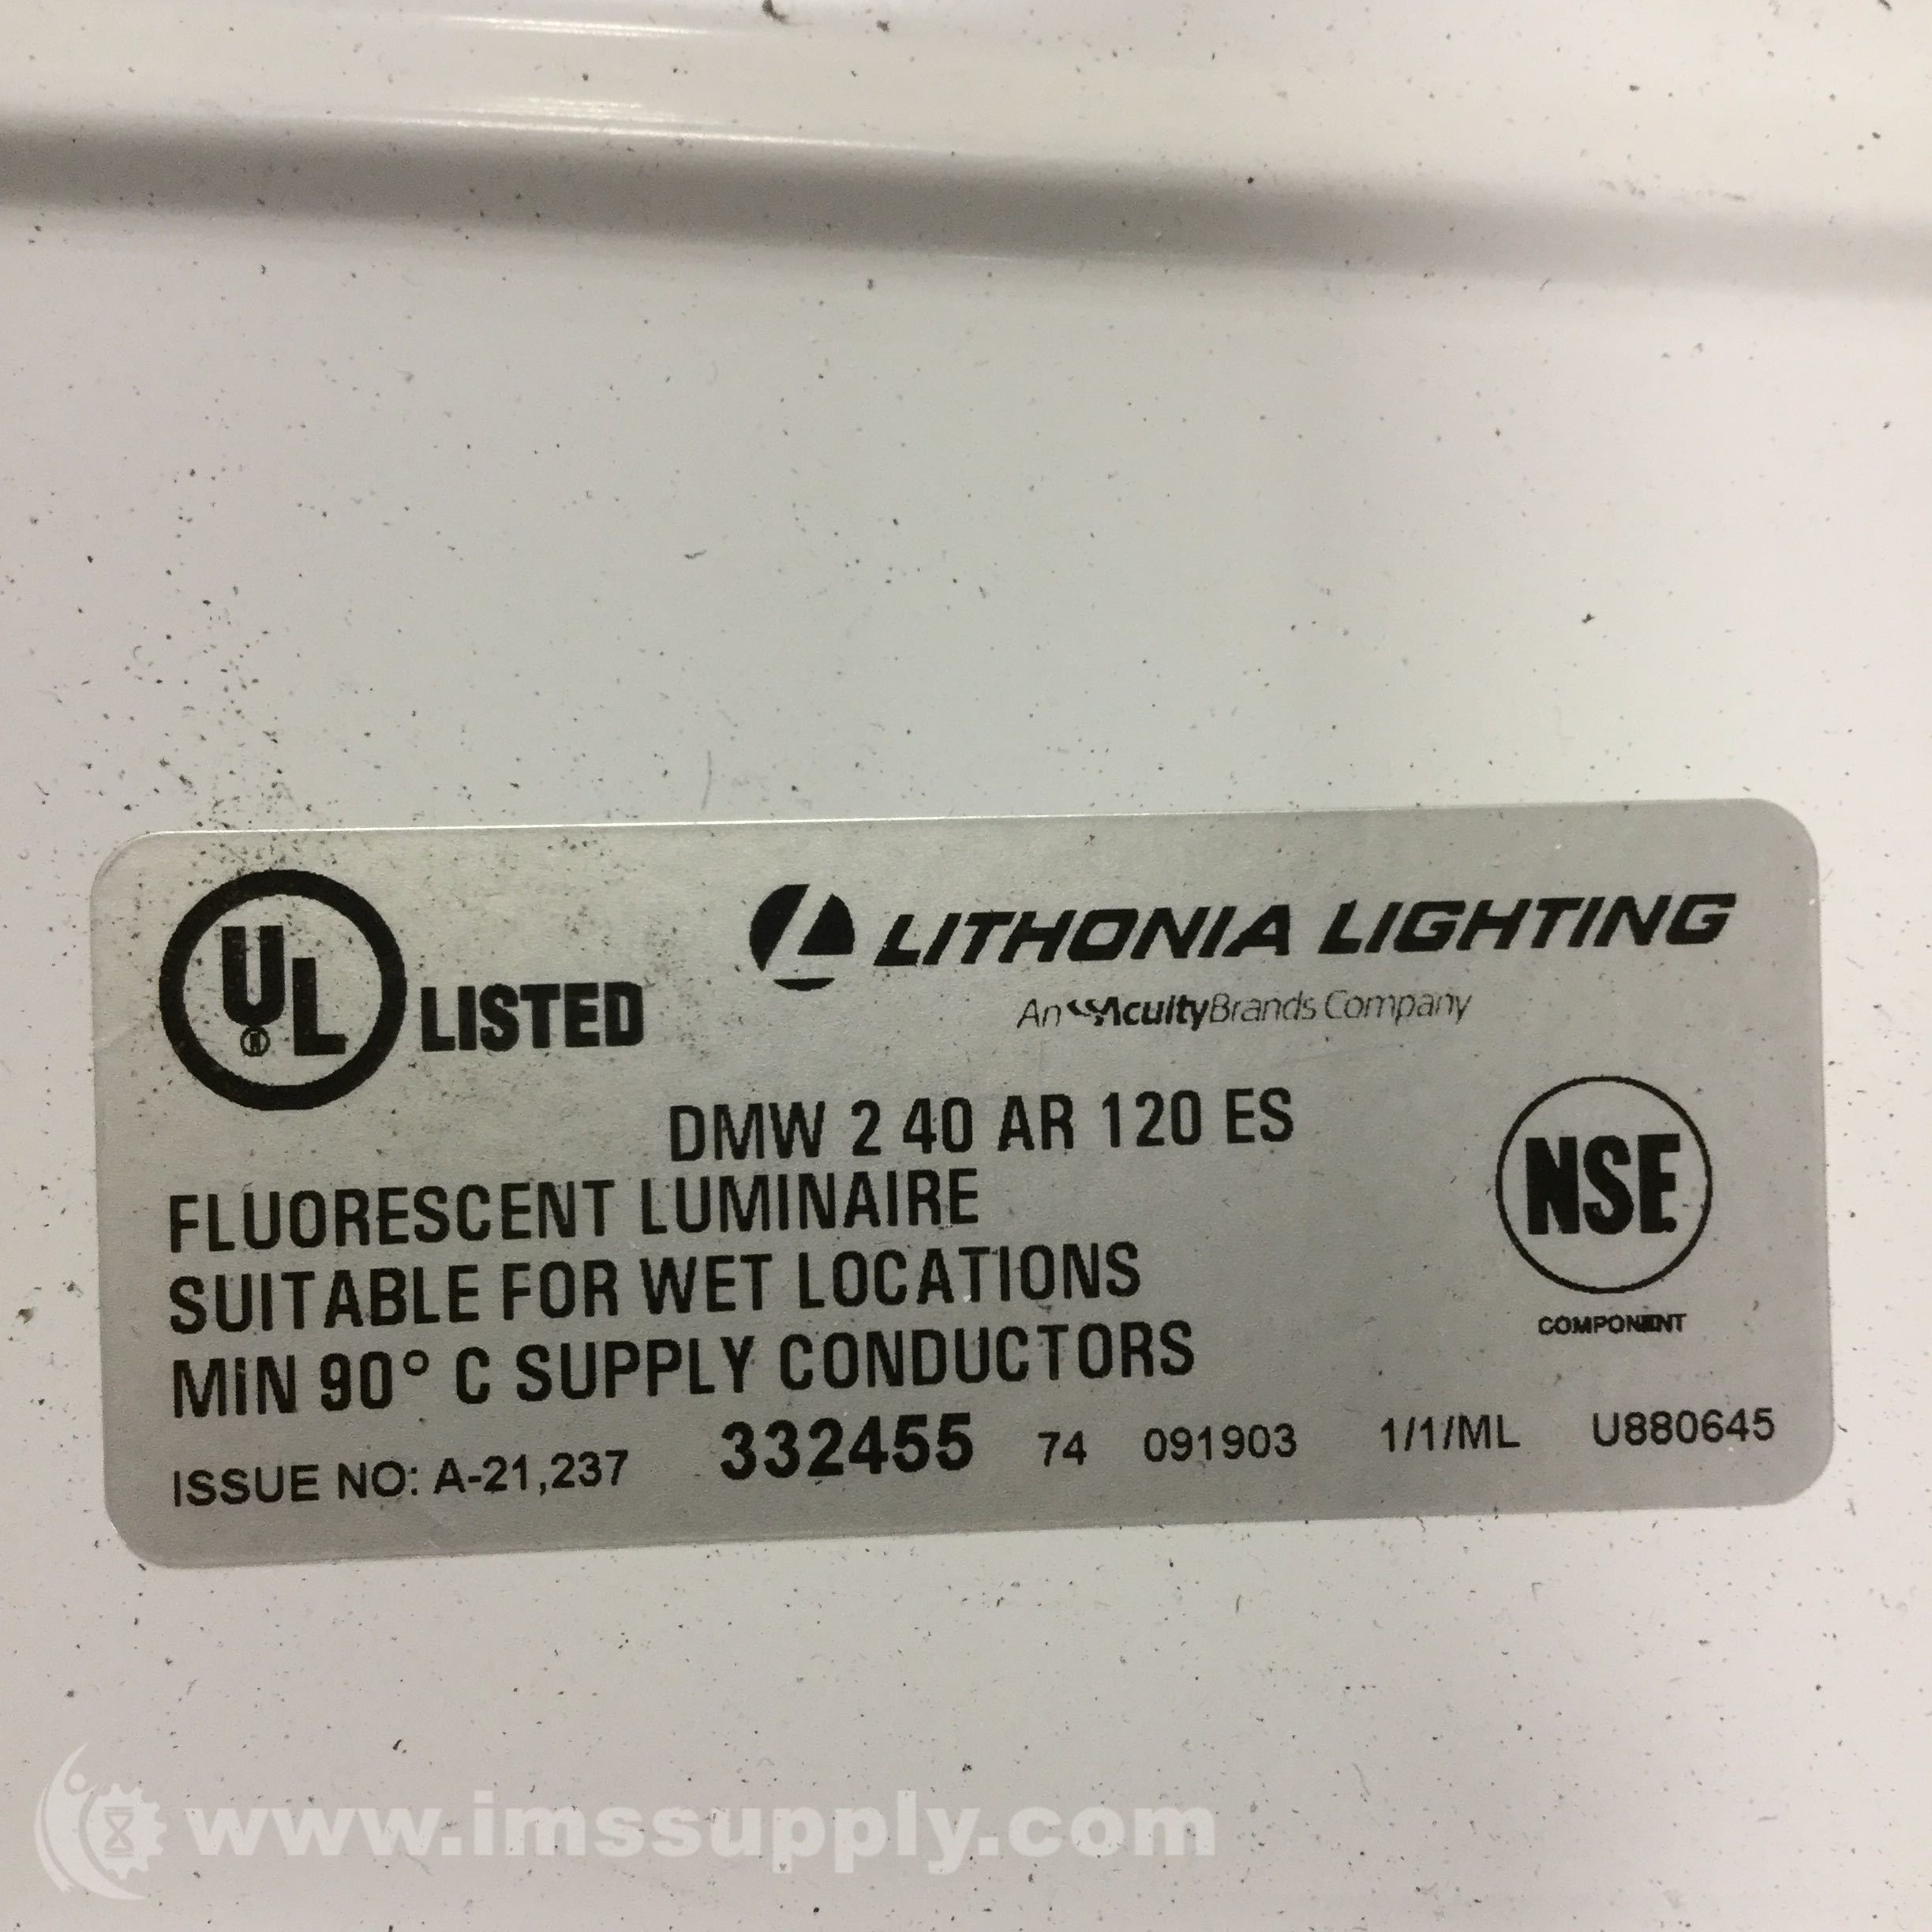 UL® LISTED
LITHONIA LIGHTING
An AcuityBrands Company
DMW 2 40 AR 120 ES
FLUORESCENT LUMINAIRE
SUITABLE FOR WET LOCATIONS
MIN 90° C SUPPLY CONDUCTORS
NSF
COMPONENT
ISSUE NO: A-21,237 332455 74 091903 1/1/ML U880645
www.imssupply.com